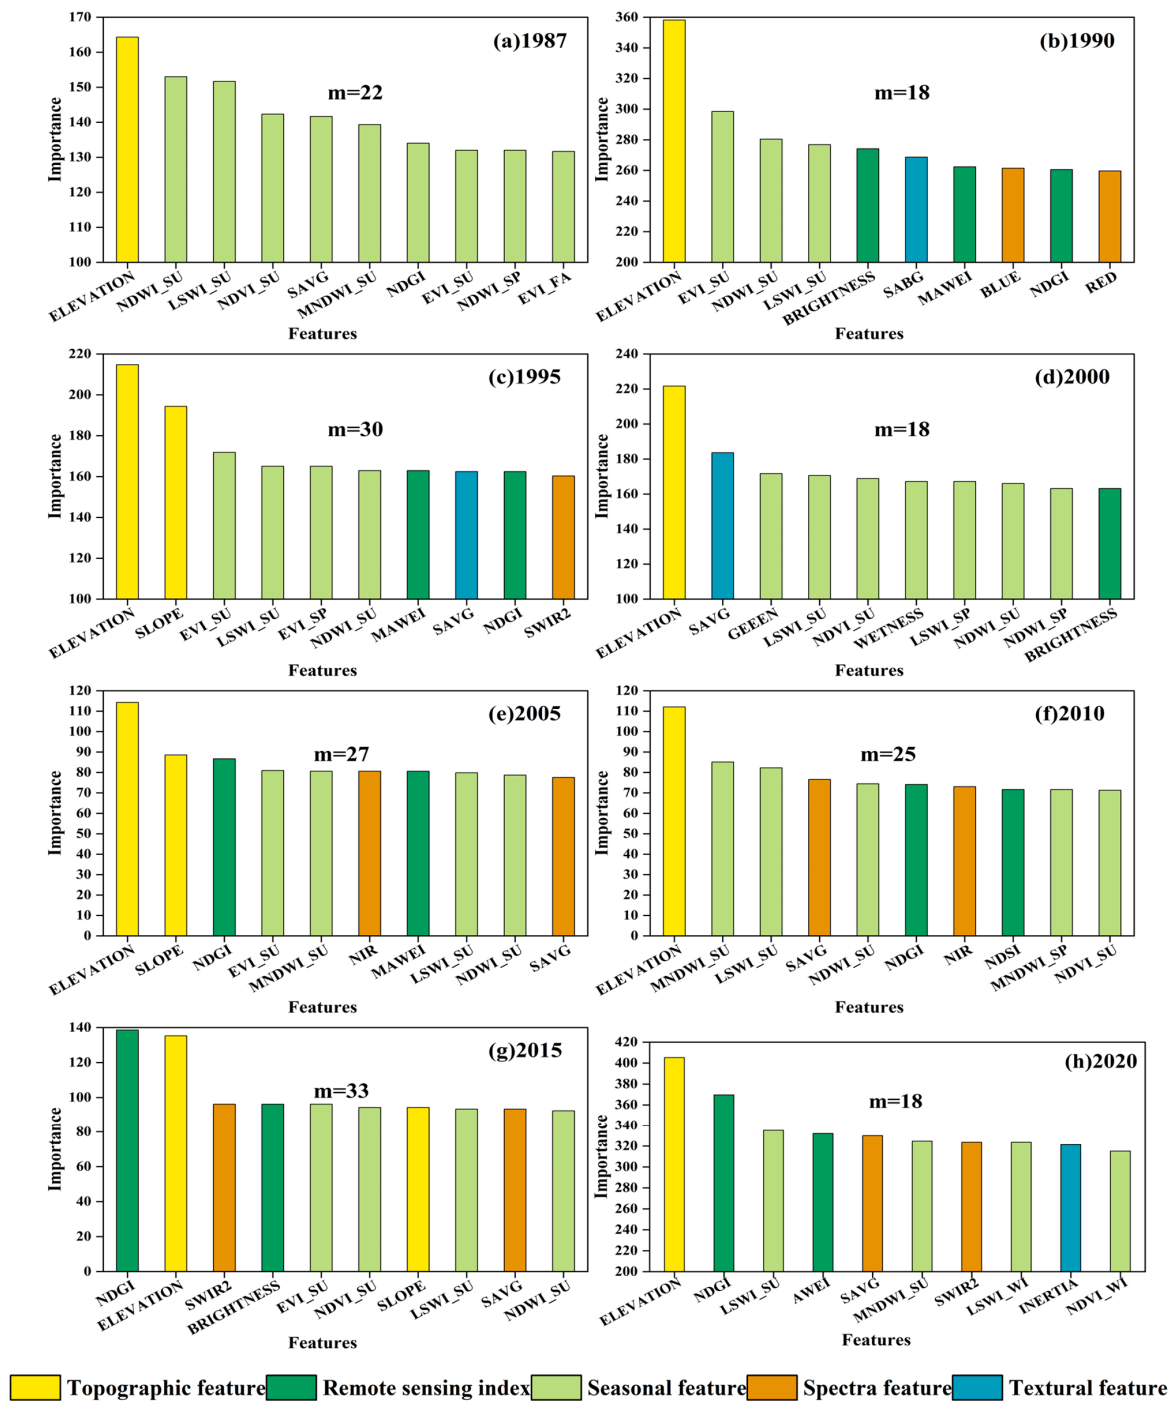 (a)1987
m=22
Importance
170
160
150
140
130
120
110
100
ELEVATION NDWI_SU LSWI_SU NDVI_SU SAVG MNDWI_SU NDGI EVI_SU NDWI_SP EVI_FA
Features
(b)1990
m=18
Importance
360
340
320
300
280
260
240
220
200
ELEVATION EVI_SU NDWI_SU LSWI_SU BRIGHTNESS SABG MAWEI BLUE NDGI RED
Features
(c)1995
m=30
Importance
220
200
180
160
140
120
100
ELEVATION SLOPE EVI_SU LSWI_SU EVI_SP NDWI_SU MAWEI SAVG NDGI SWIR2
Features
(d)2000
m=18
Importance
240
220
200
180
160
140
120
100
ELEVATION SAVG GEEEN LSWI_SU NDVI_SU WETNESS LSWI_SP NDWI_SU NDWI_SP BRIGHTNESS
Features
(e)2005
m=27
Importance
120
110
100
90
80
70
60
50
40
30
20
10
0
ELEVATION SLOPE NDGI EVI_SU MNDWI_SU NIR MAWEI LSWI_SU NDWI_SU SAVG
Features
(f)2010
m=25
Importance
120
110
100
90
80
70
60
50
40
30
20
10
0
ELEVATION MNDWI_SU LSWI_SU SAVG NDWI_SU NDGI NIR NDSI MNDWI_SP NDVI_SU
Features
(g)2015
m=33
Importance
140
120
100
80
60
40
20
0
NDGI ELEVATION SWIR2 BRIGHTNESS EVI_SU NDVI_SU SLOPE LSWI_SU SAVG NDWI_SU
Features
(h)2020
m=18
Importance
420
400
380
360
340
320
300
280
260
240
220
200
ELEVATION NDGI LSWI_SU AWEI SAVG MNDWI_SU SWIR2 LSWI_WI INERTIA NDVI_WI
Features
Topographic feature Remote sensing index Seasonal feature Spectra feature Textural feature